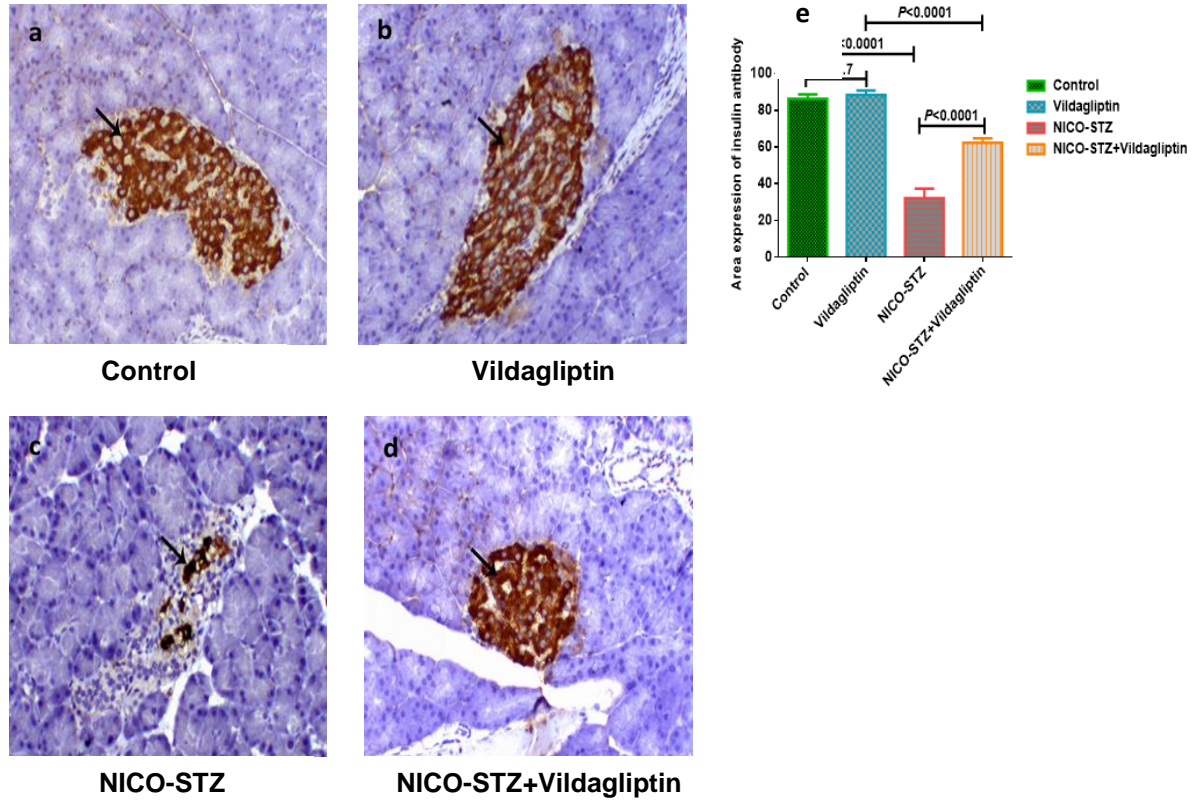 a
b
Control
Vildagliptin
c
d
NICO-STZ
NICO-STZ+Vildagliptin
e
P<0.0001
<0.0001
.7
P<0.0001
Area expression of insulin antibody
100
80
60
40
20
0
Control
Vildagliptin
NICO-STZ
NICO-STZ+Vildagliptin
Control
Vildagliptin
NICO-STZ
NICO-STZ+Vildagliptin